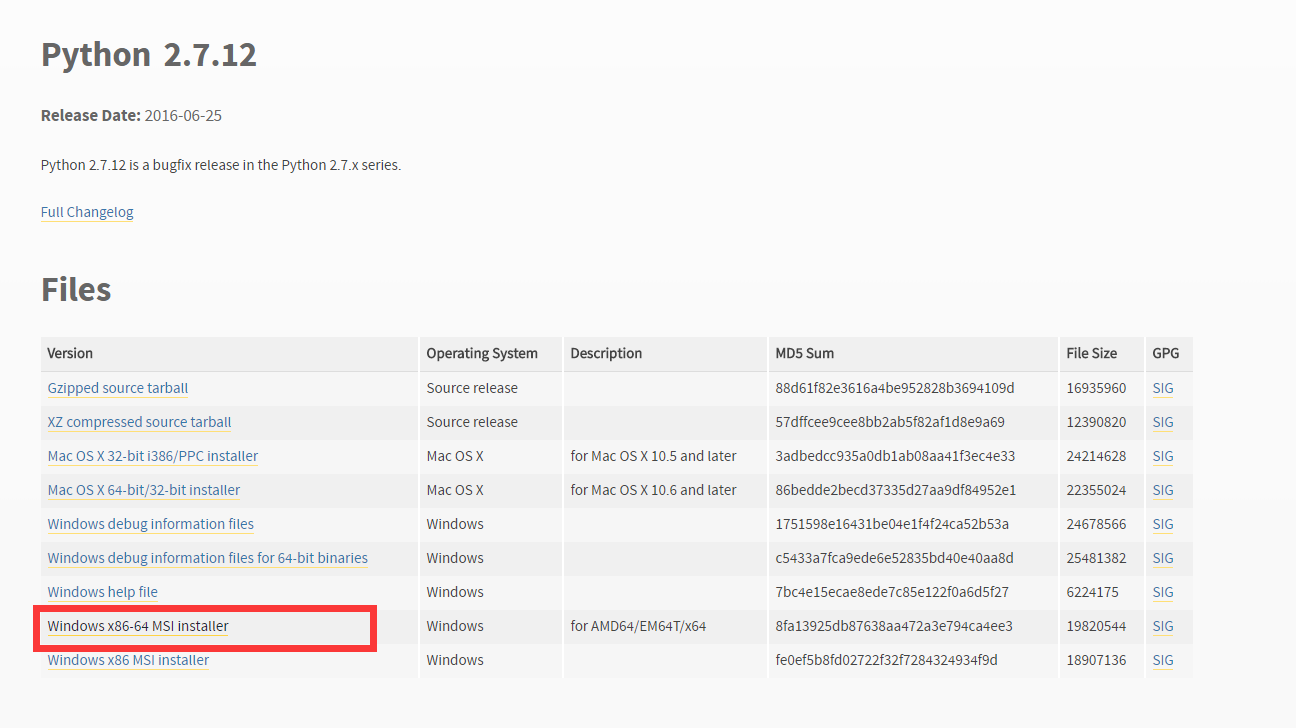 Python 2.7.12
Release Date: 2016-06-25
Python 2.7.12 is a bugfix release in the Python 2.7.x series.
Full Changelog
Files
Version Operating System Description MD5 Sum File Size GPG
Gzipped source tarball Source release 88d61f82e3616a4be952828b3694109d 16935960 SIG
XZ compressed source tarball Source release 57dffcee9cee8bb2ab5f82af1d8e9a69 12390820 SIG
Mac OS X 32-bit i386/PPC installer Mac OS X for Mac OS X 10.5 and later 3adbedcc935a0db1ab08aa41f3ec4e33 24214628 SIG
Mac OS X 64-bit/32-bit installer Mac OS X for Mac OS X 10.6 and later 86bedde2becd37335d27aa9df84952e1 22355024 SIG
Windows debug information files Windows 1751598e16431be04e1f4f24ca52b53a 24678566 SIG
Windows debug information files for 64-bit binaries Windows c5433a7fca9ede6e52835bd40e40aa8d 25481382 SIG
Windows help file Windows 7bc4e15ecae8ede7c85e122f0a6d5f27 6224175 SIG
Windows x86-64 MSI installer Windows for AMD64/EM64T/x64 8fa13925db87638aa472a3e794ca4ee3 19820544 SIG
Windows x86 MSI installer Windows fe0ef5b8fd02722f32f7284324934f9d 18907136 SIG